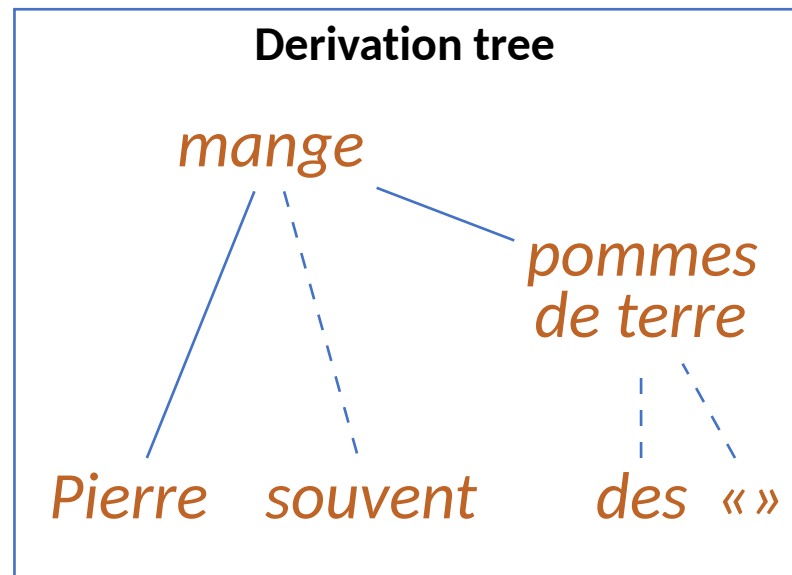 Derivation tree
mange
pommes
de terre
Pierre souvent des «»